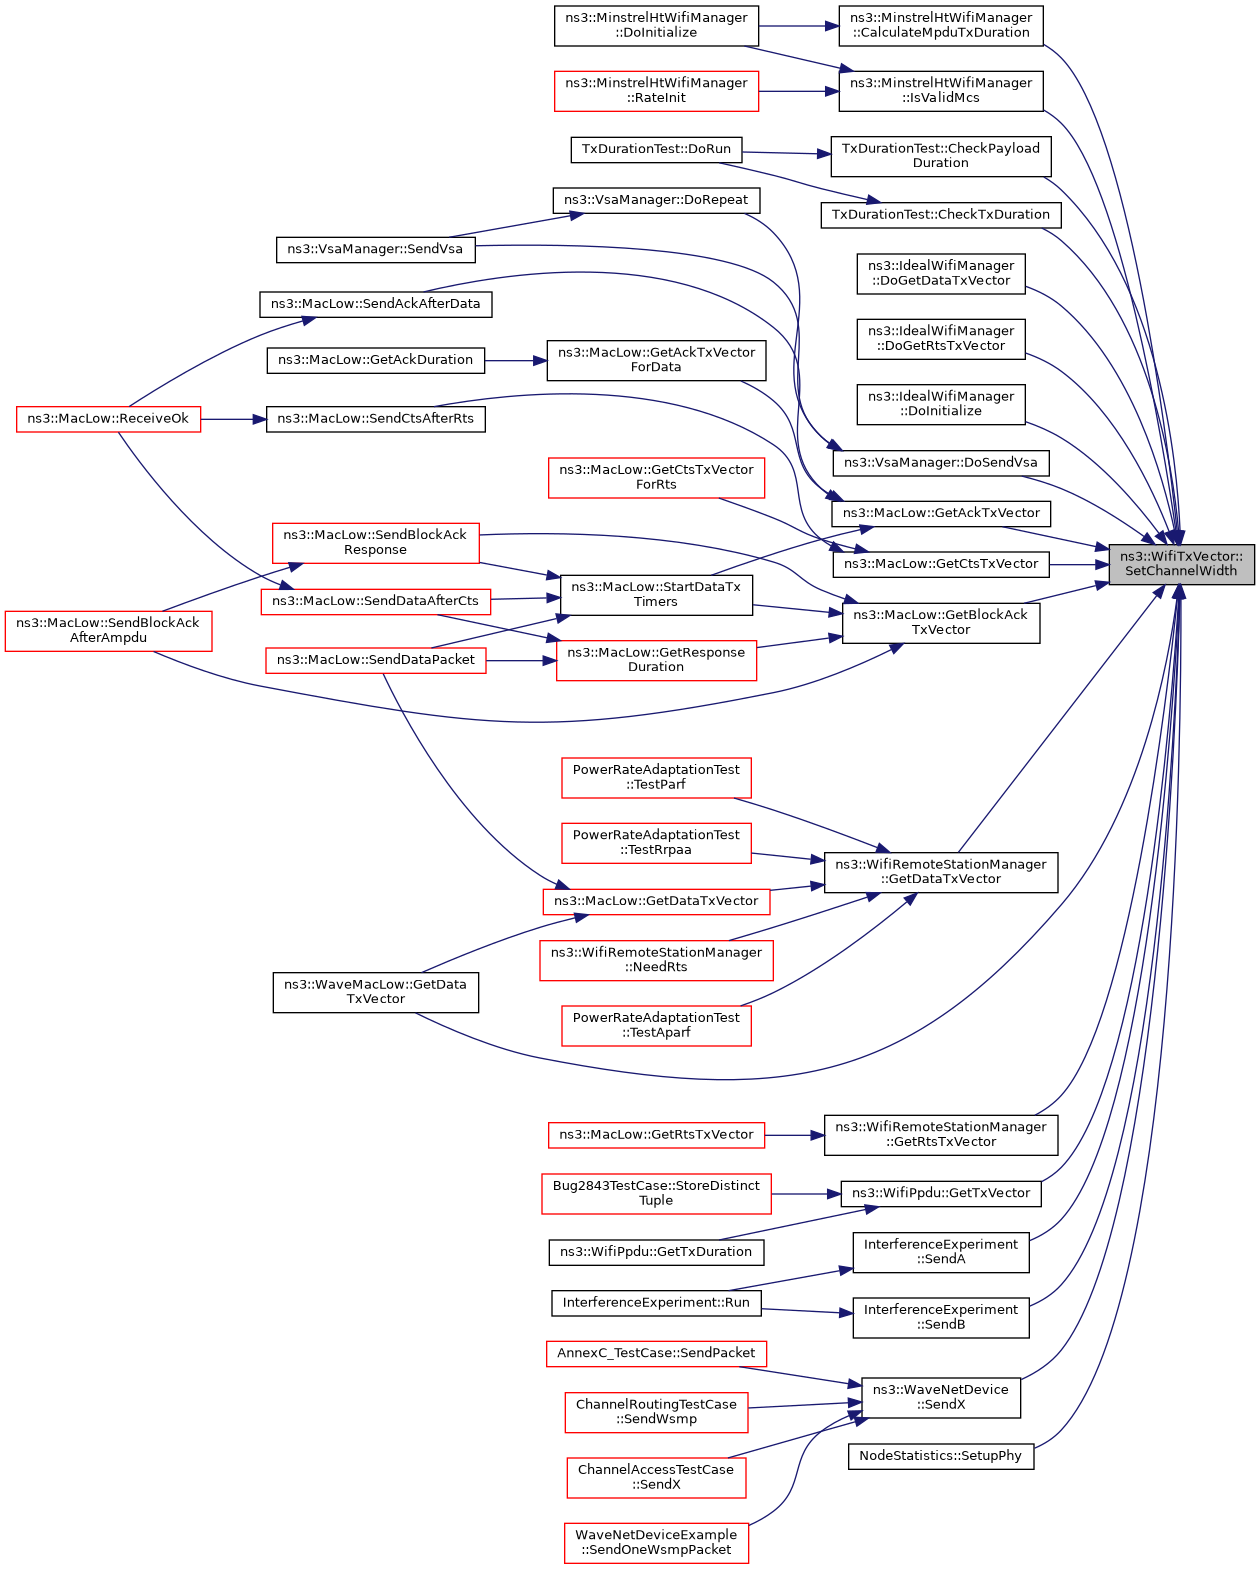 ns3::MinstrelHtWifiManager
::DoInitialize
ns3::MinstrelHtWifiManager
::CalculateMpduTxDuration
ns3::MinstrelHtWifiManager
::RateInit
ns3::MinstrelHtWifiManager
::IsValidMcs
TxDurationTest::DoRun
TxDurationTest::CheckPayload
Duration
ns3::VsaManager::DoRepeat
TxDurationTest::CheckTxDuration
ns3::VsaManager::SendVsa
ns3::IdealWifiManager
::DoGetDataTxVector
ns3::MacLow::SendAckAfterData
ns3::IdealWifiManager
::DoGetRtsTxVector
ns3::MacLow::GetAckDuration
ns3::MacLow::GetAckTxVector
ForData
ns3::IdealWifiManager
::DoInitialize
ns3::MacLow::ReceiveOk
ns3::MacLow::SendCtsAfterRts
ns3::VsaManager::DoSendVsa
ns3::MacLow::GetCtsTxVector
ForRts
ns3::MacLow::GetAckTxVector
ns3::MacLow::SendBlockAck
Response
ns3::MacLow::GetCtsTxVector
ns3::WifiTxVector::
SetChannelWidth
ns3::MacLow::StartDataTx
Timers
ns3::MacLow::SendDataAfterCts
ns3::MacLow::GetBlockAck
TxVector
ns3::MacLow::SendBlockAck
AfterAmpdu
ns3::MacLow::SendDataPacket
ns3::MacLow::GetResponse
Duration
PowerRateAdaptationTest
::TestParf
PowerRateAdaptationTest
::TestRrpaa
ns3::WifiRemoteStationManager
::GetDataTxVector
ns3::MacLow::GetDataTxVector
ns3::WifiRemoteStationManager
::NeedRts
ns3::WaveMacLow::GetData
TxVector
PowerRateAdaptationTest
::TestAparf
ns3::MacLow::GetRtsTxVector
ns3::WifiRemoteStationManager
::GetRtsTxVector
Bug2843TestCase::StoreDistinct
Tuple
ns3::WifiPpdu::GetTxVector
ns3::WifiPpdu::GetTxDuration
InterferenceExperiment
::SendA
InterferenceExperiment::Run
InterferenceExperiment
::SendB
AnnexC_TestCase::SendPacket
ns3::WaveNetDevice
::SendX
ChannelRoutingTestCase
::SendWsmp
NodeStatistics::SetupPhy
ChannelAccessTestCase
::SendX
WaveNetDeviceExample
::SendOneWsmpPacket